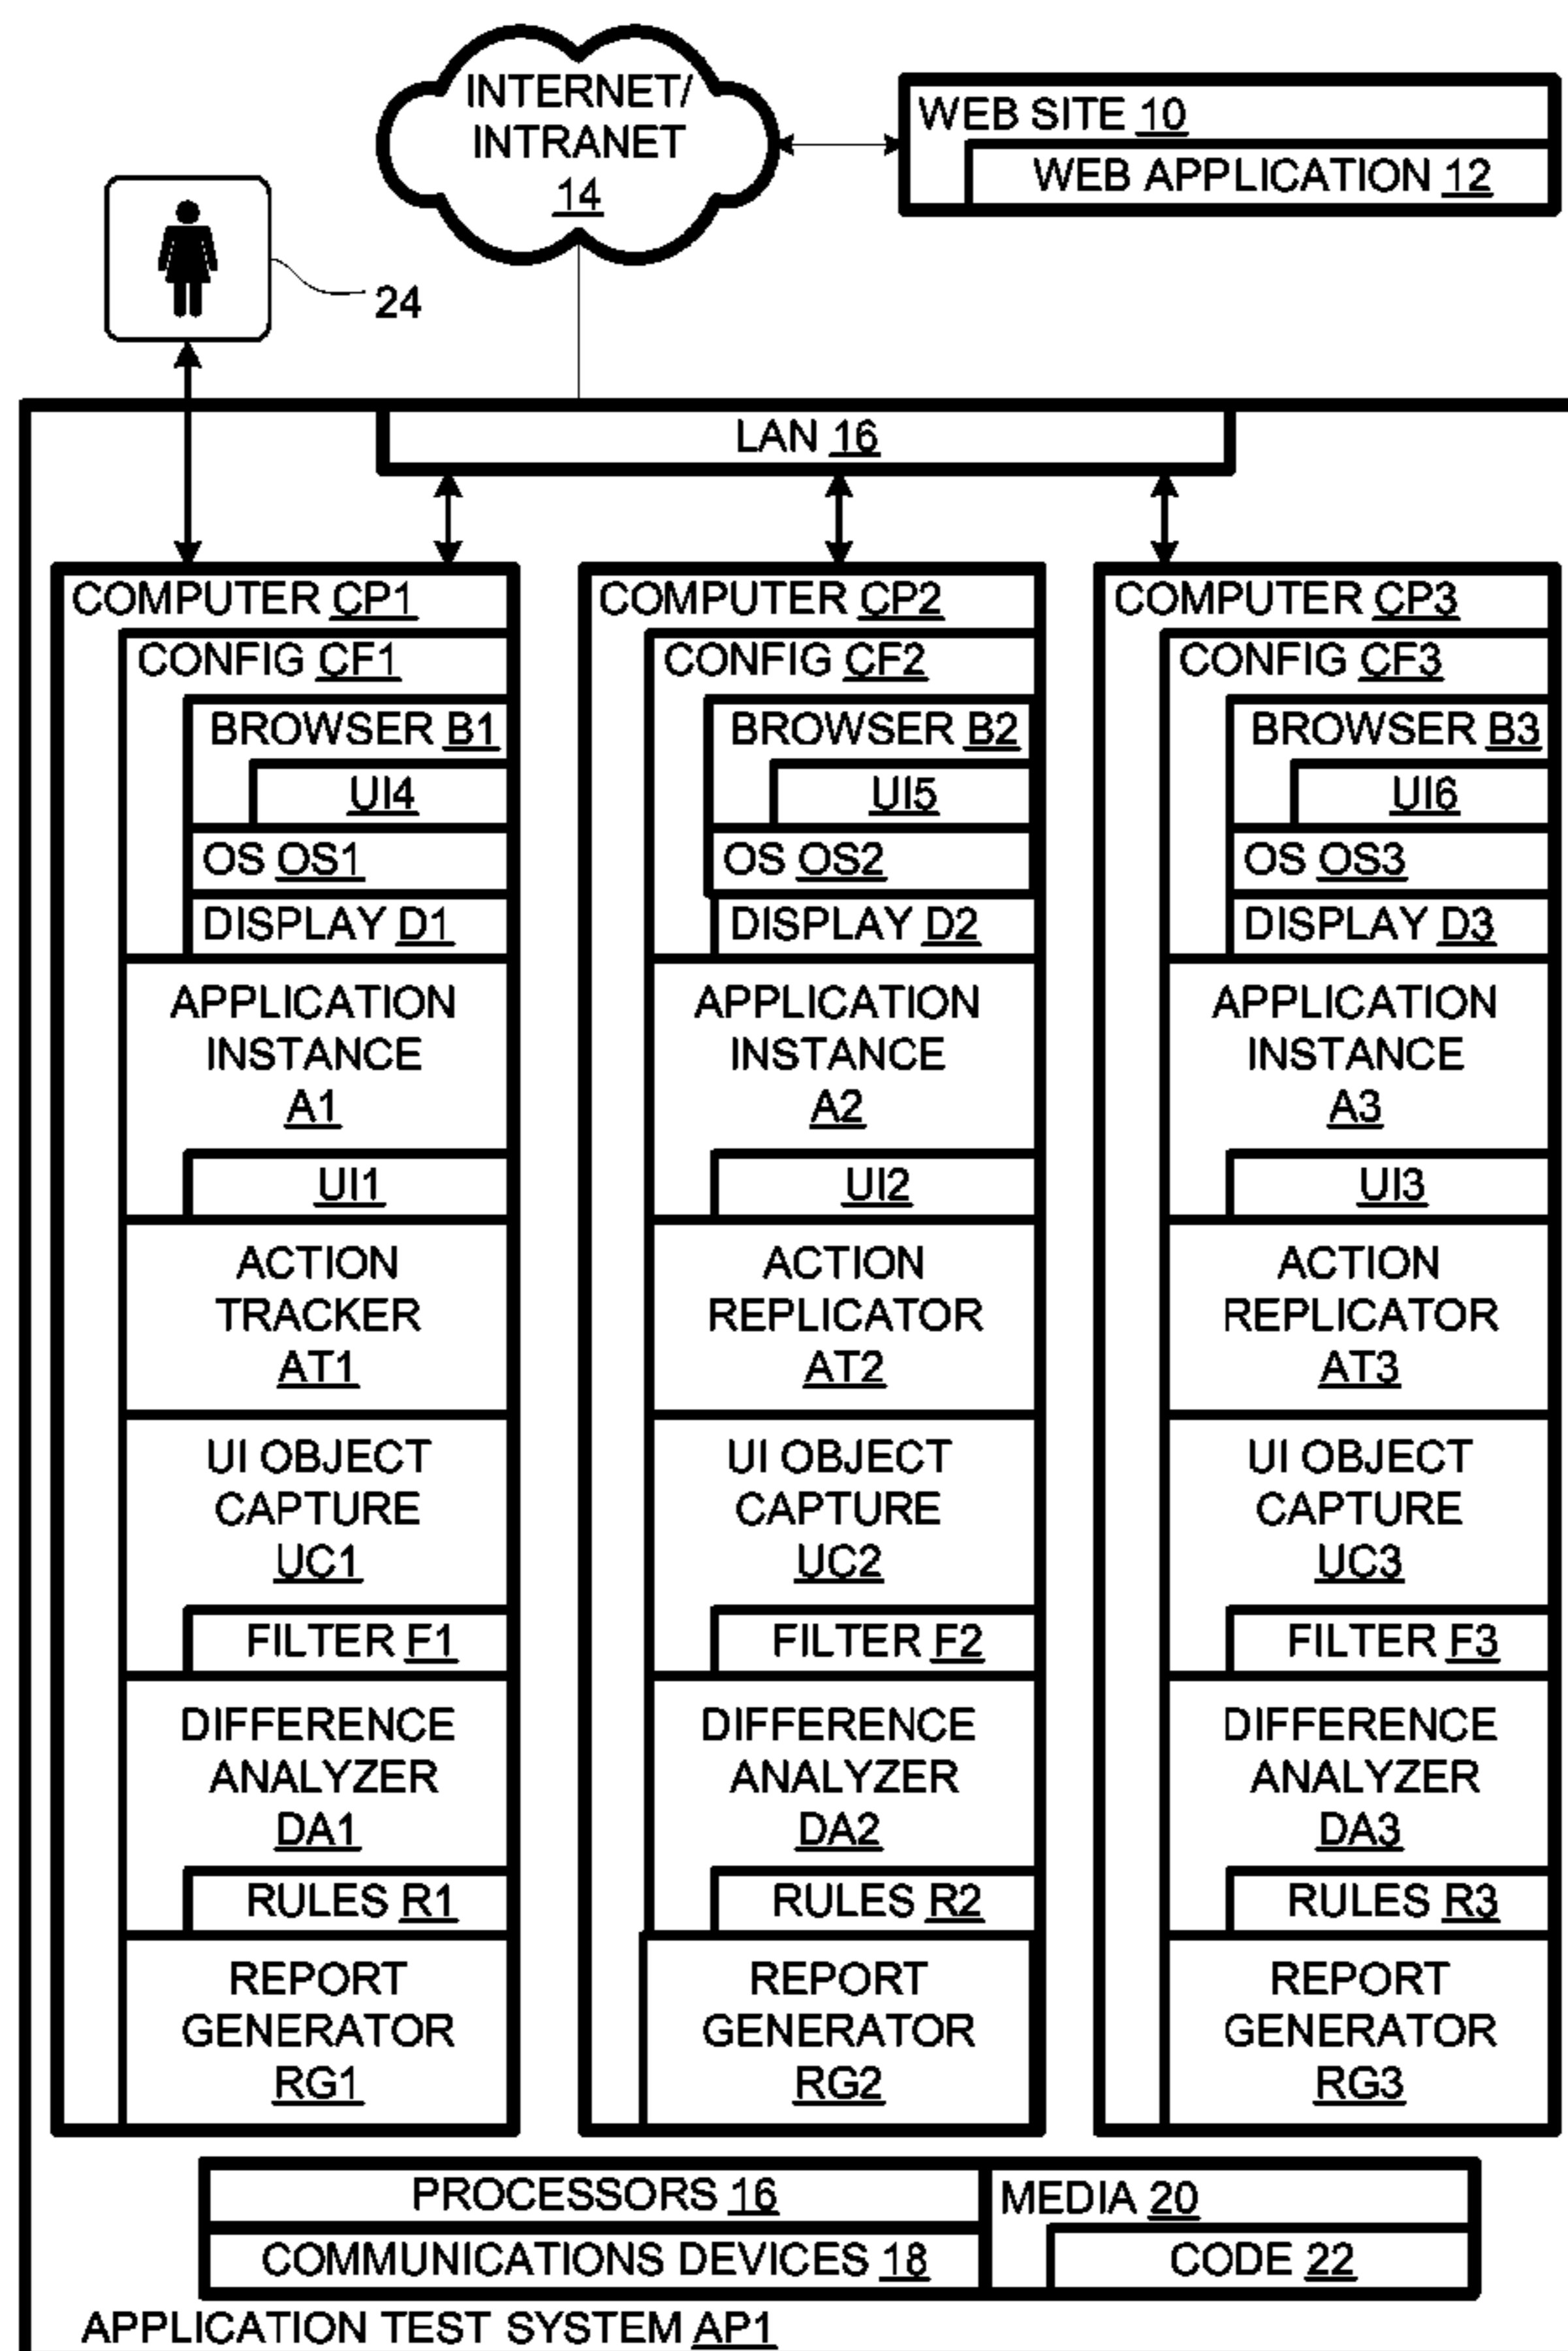 INTERNET/
INTRANET
14
WEB SITE 10
WEB APPLICATION 12
24
LAN 16
COMPUTER CP1
CONFIG CF1
BROWSER B1
UI4
OS OS1
DISPLAY D1
APPLICATION
INSTANCE
A1
UI1
ACTION
TRACKER
AT1
UI OBJECT
CAPTURE
UC1
FILTER F1
DIFFERENCE
ANALYZER
DA1
RULES R1
REPORT
GENERATOR
RG1
COMPUTER CP2
CONFIG CF2
BROWSER B2
UI5
OS OS2
DISPLAY D2
APPLICATION
INSTANCE
A2
UI2
ACTION
REPLICATOR
AT2
UI OBJECT
CAPTURE
UC2
FILTER F2
DIFFERENCE
ANALYZER
DA2
RULES R2
REPORT
GENERATOR
RG2
COMPUTER CP3
CONFIG CF3
BROWSER B3
UI6
OS OS3
DISPLAY D3
APPLICATION
INSTANCE
A3
UI3
ACTION
REPLICATOR
AT3
UI OBJECT
CAPTURE
UC3
FILTER F3
DIFFERENCE
ANALYZER
DA3
RULES R3
REPORT
GENERATOR
RG3
PROCESSORS 16
COMMUNICATIONS DEVICES 18
MEDIA 20
CODE 22
APPLICATION TEST SYSTEM AP1